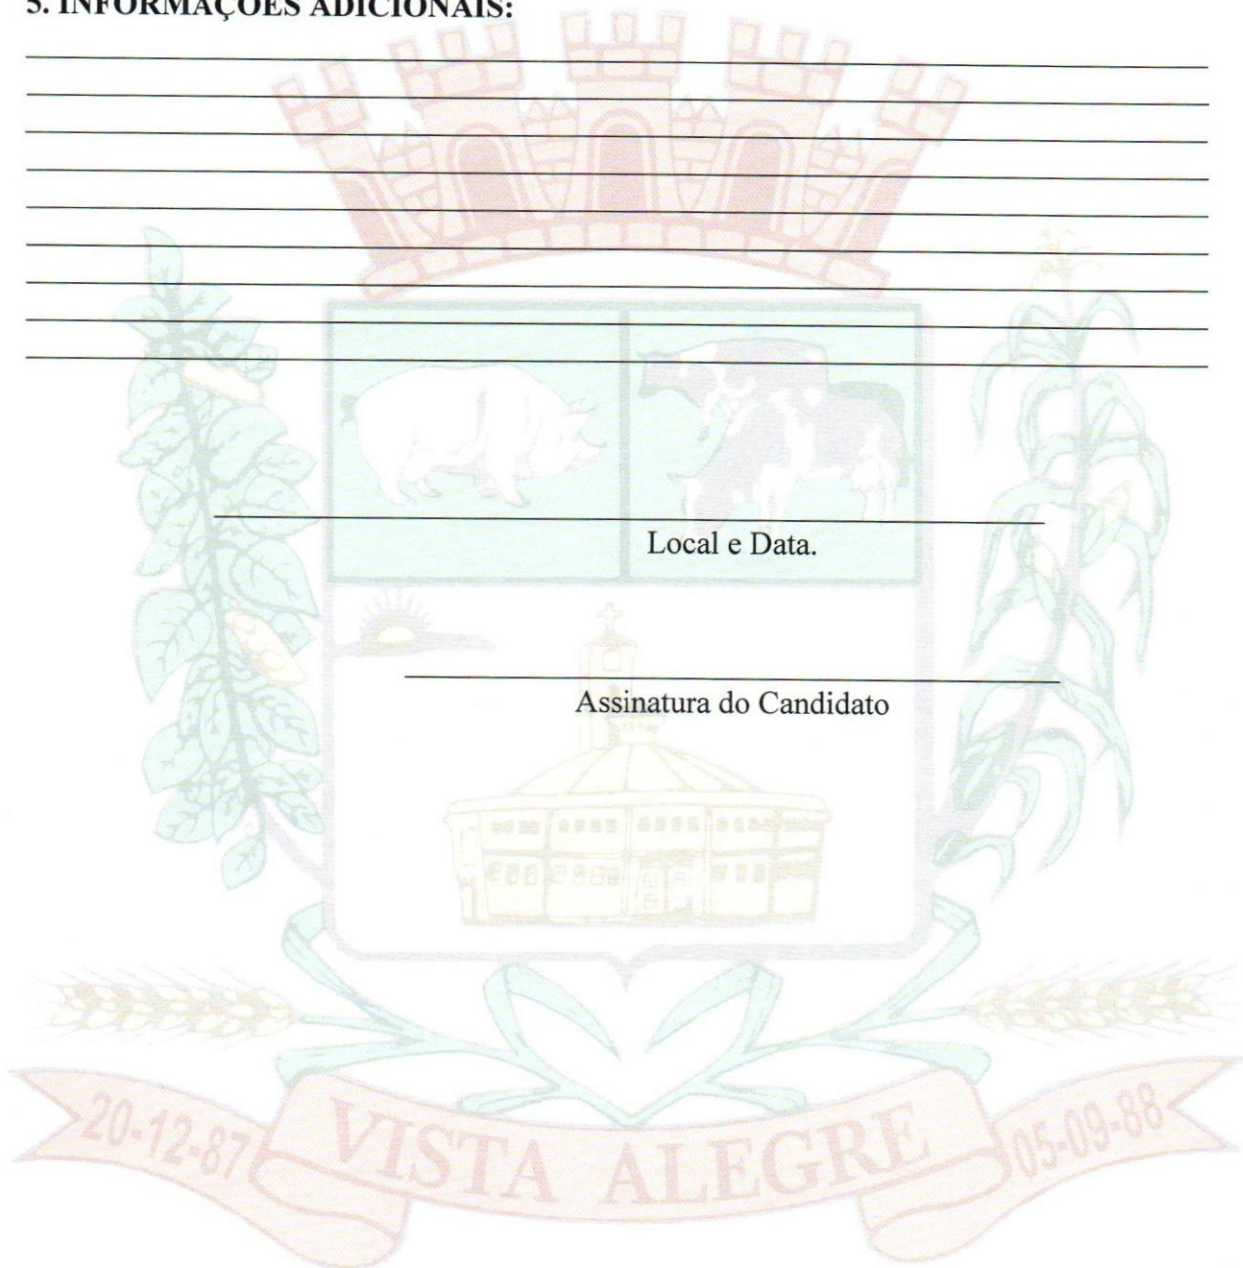 5. INFORMAÇÕES ADICIONAIS:
Local e Data.
Assinatura do Candidato
20-12-87 VISTA ALEGRE 05-09-88